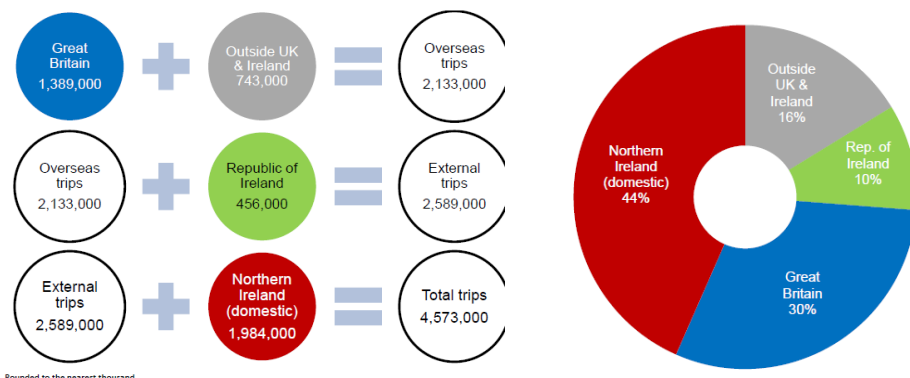 Great
Britain
1,389,000
Outside UK
& Ireland
743,000
Overseas
trips
2,133,000
Overseas
trips
2,133,000
Republic of
Ireland
456,000
External
trips
2,589,000
External
trips
2,589,000
Northern
Ireland
(domestic)
1,984,000
Total trips
4,573,000
Rounded to the nearest thousand
Outside UK &
Ireland
16%
Rep. of
Ireland
10%
Northern
Ireland
(domestic)
44%
Great
Britain
30%